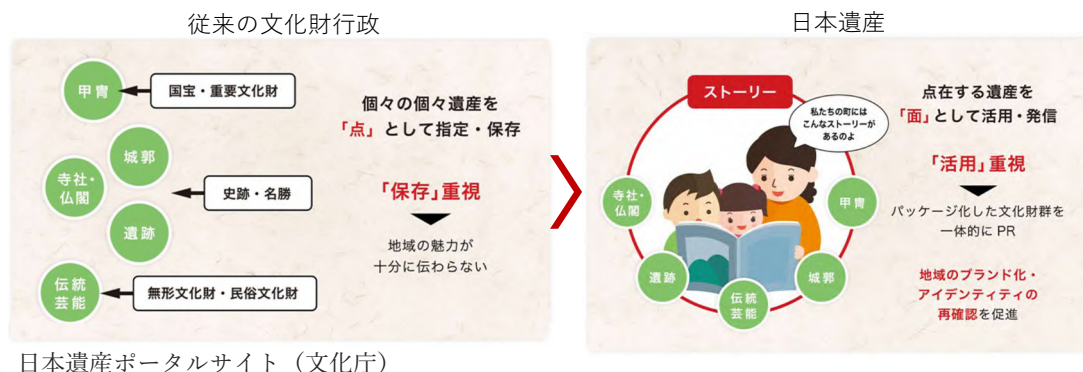 従来の文化財行政
甲冑
国宝・重要文化財
城郭
寺社・
仏閣
史跡・名勝
遺跡
伝統
芸能
無形文化財・民俗文化財
個々の個々遺産を
「点」として指定・保存
「保存」重視
地域の魅力が
十分に伝わらない
日本遺産
ストーリー
私たちの町には
こんなストーリーが
あるのよ
寺社・
仏閣
甲冑
遺跡
城郭
伝統
芸能
点在する遺産を
「面」として活用・発信
「活用」重視
パッケージ化した文化財群を
一体的に PR
地域のブランド化・
アイデンティティの
再確認を促進
日本遺産ポータルサイト（文化庁）